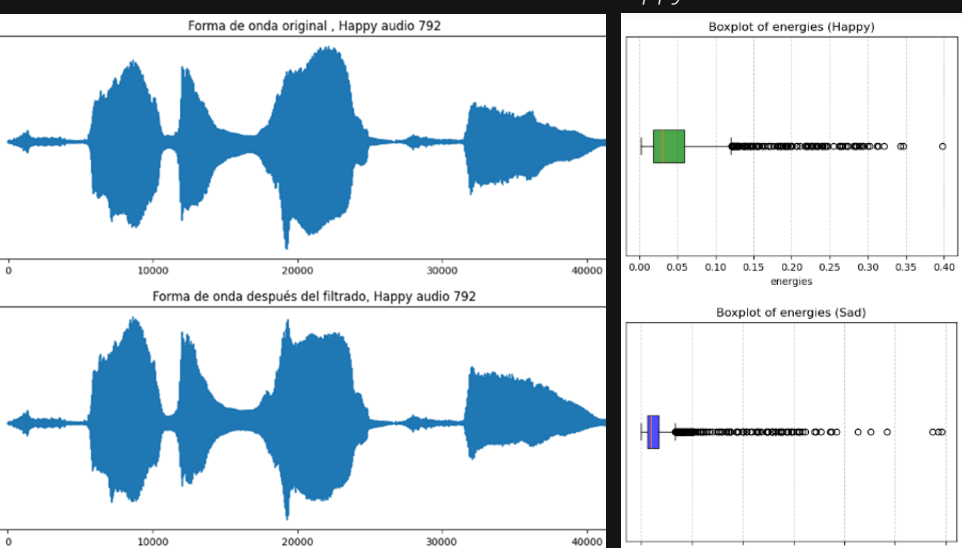 Forma de onda original , Happy audio 792
0
10000
20000
30000
40000
Forma de onda después del filtrado, Happy audio 792
0
10000
20000
30000
40000
Boxplot of energies (Happy)
0.00 0.05 0.10 0.15 0.20 0.25 0.30 0.35 0.40
energies
Boxplot of energies (Sad)